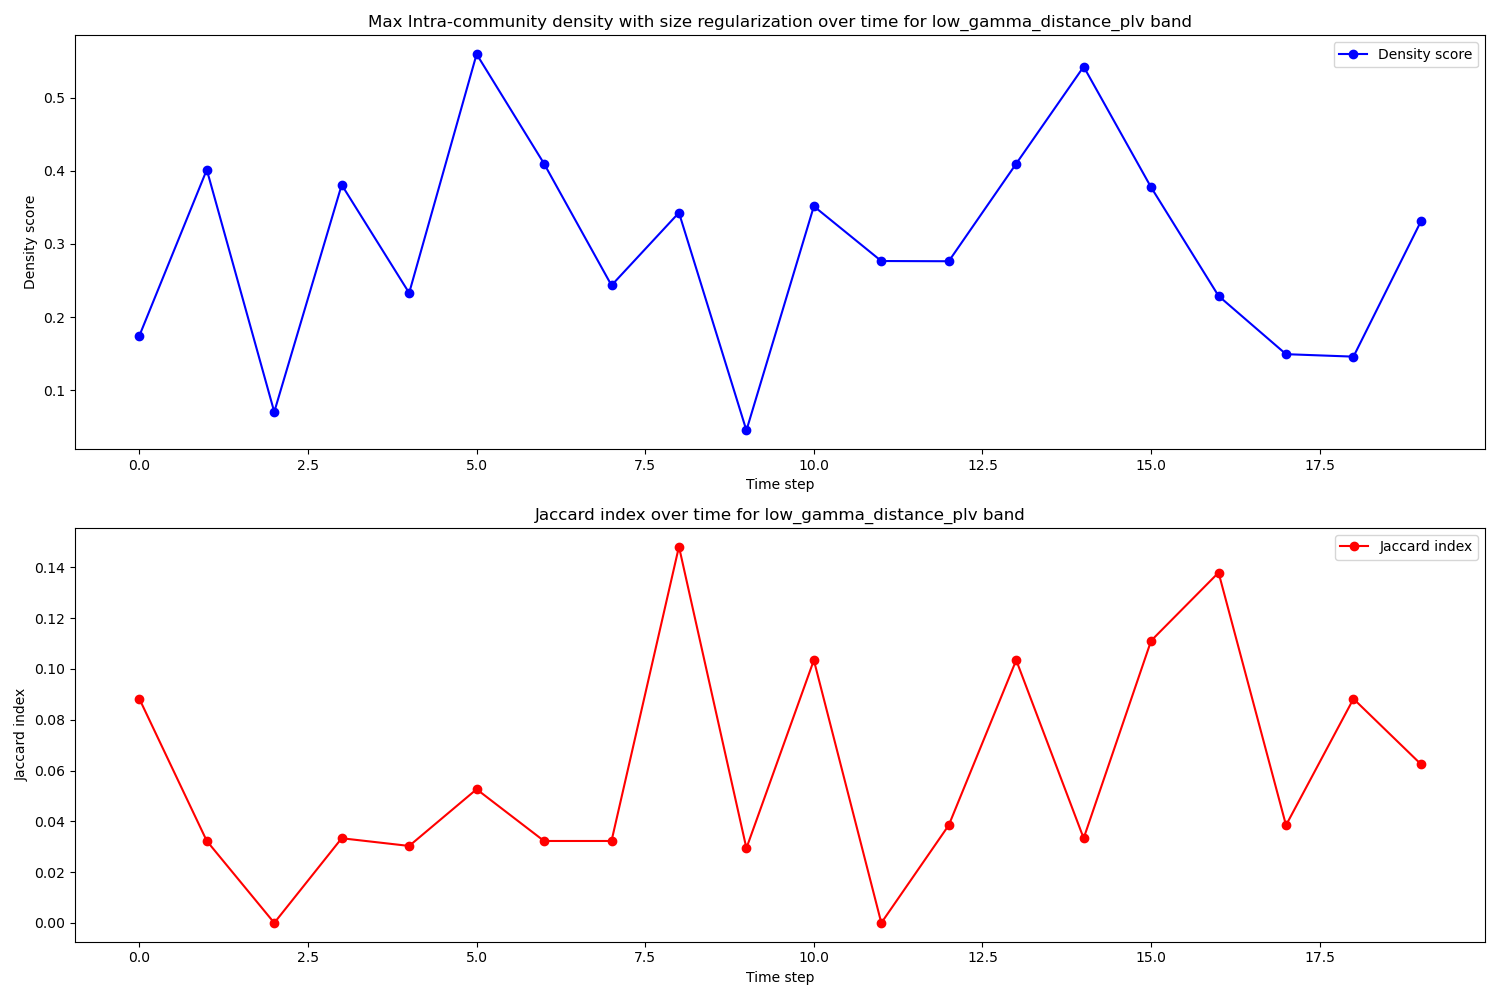 Max Intra-community density with size regularization over time for low_gamma_distance_plv band
Density score
0.5
0.4
0.3
0.2
0.1
Density score
0.0 2.5 5.0 7.5 10.0 12.5 15.0 17.5
Time step
Jaccard index over time for low_gamma_distance_plv band
Jaccard index
0.14
0.12
0.10
0.08
0.06
0.04
0.02
0.00
Jaccard index
0.0 2.5 5.0 7.5 10.0 12.5 15.0 17.5
Time step